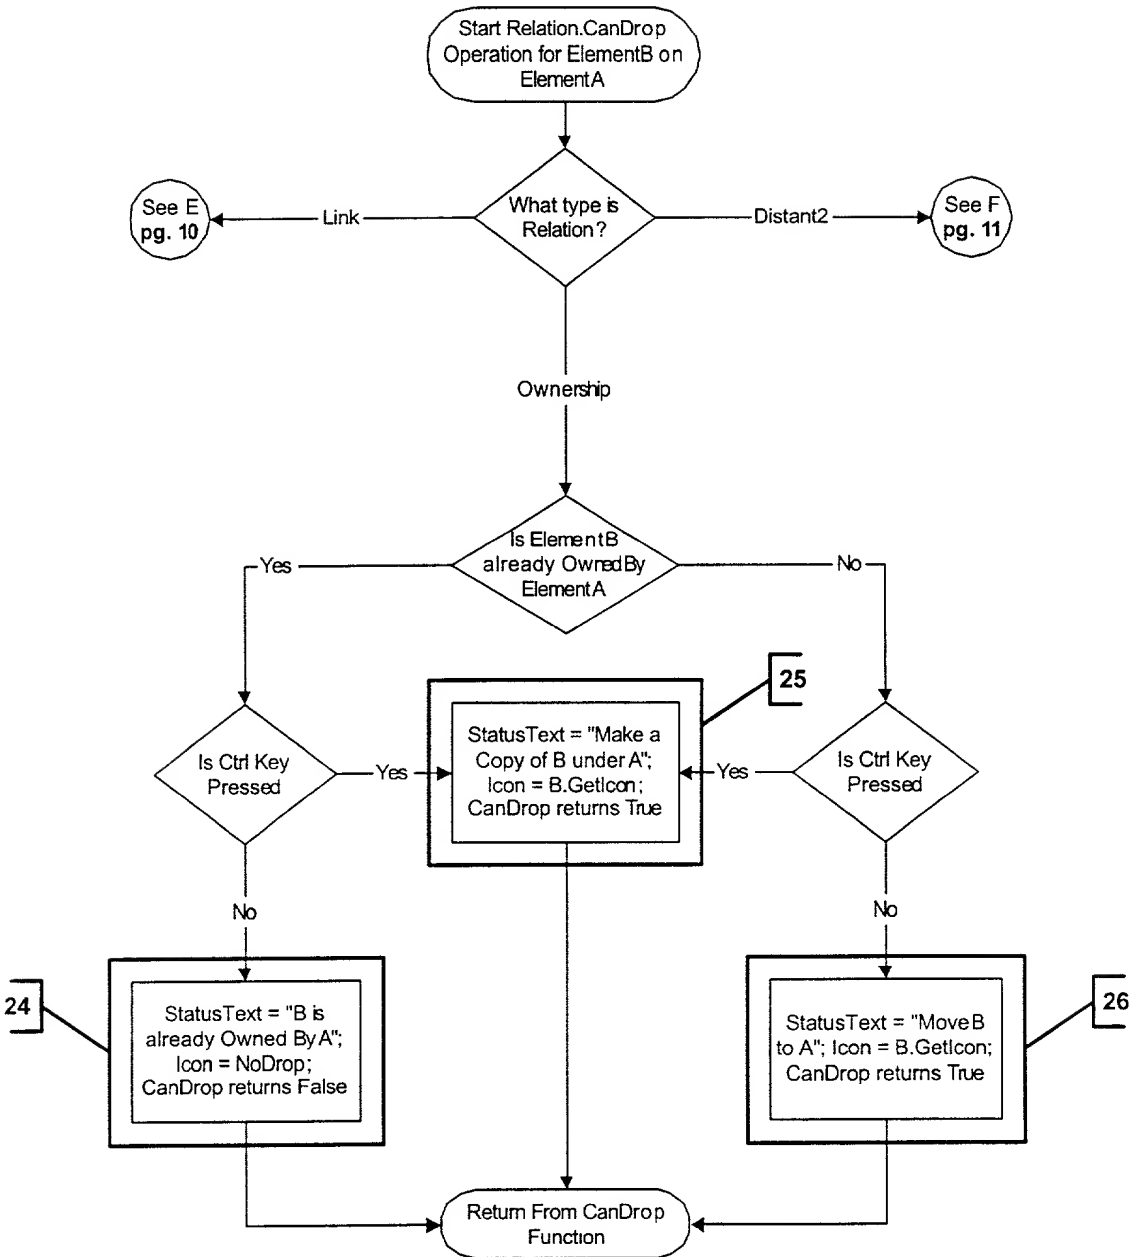 Start Relation.CanDrop
Operation for ElementB on
ElementA
See E
pg. 10
Link
What type is
Relation?
Distant2
See F
pg. 11
Ownership
Is ElementB
already OwnedBy
ElementA
Yes
No
25
StatusText = "Make a
Copy of B under A";
Icon = B.GetIcon;
CanDrop returns True
Is Ctrl Key
Pressed
Yes
Yes
Is Ctrl Key
Pressed
No
No
24
StatusText = "B is
already Owned By A";
Icon = NoDrop;
CanDrop returns False
26
StatusText = "Move B
to A"; Icon = B.GetIcon;
CanDrop returns True
Return From CanDrop
Function